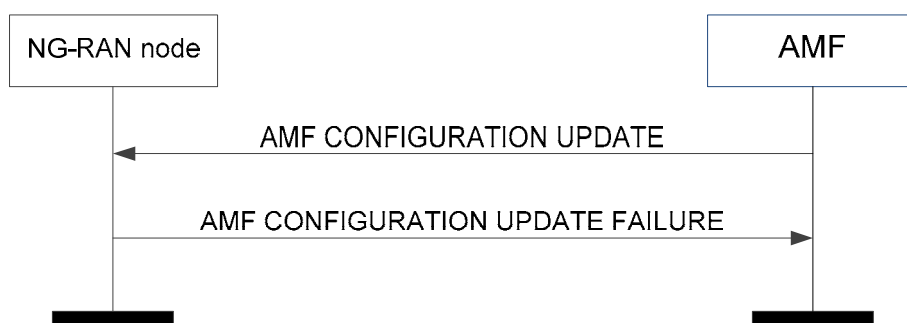 NG-RAN node
AMF
AMF CONFIGURATION UPDATE
AMF CONFIGURATION UPDATE FAILURE